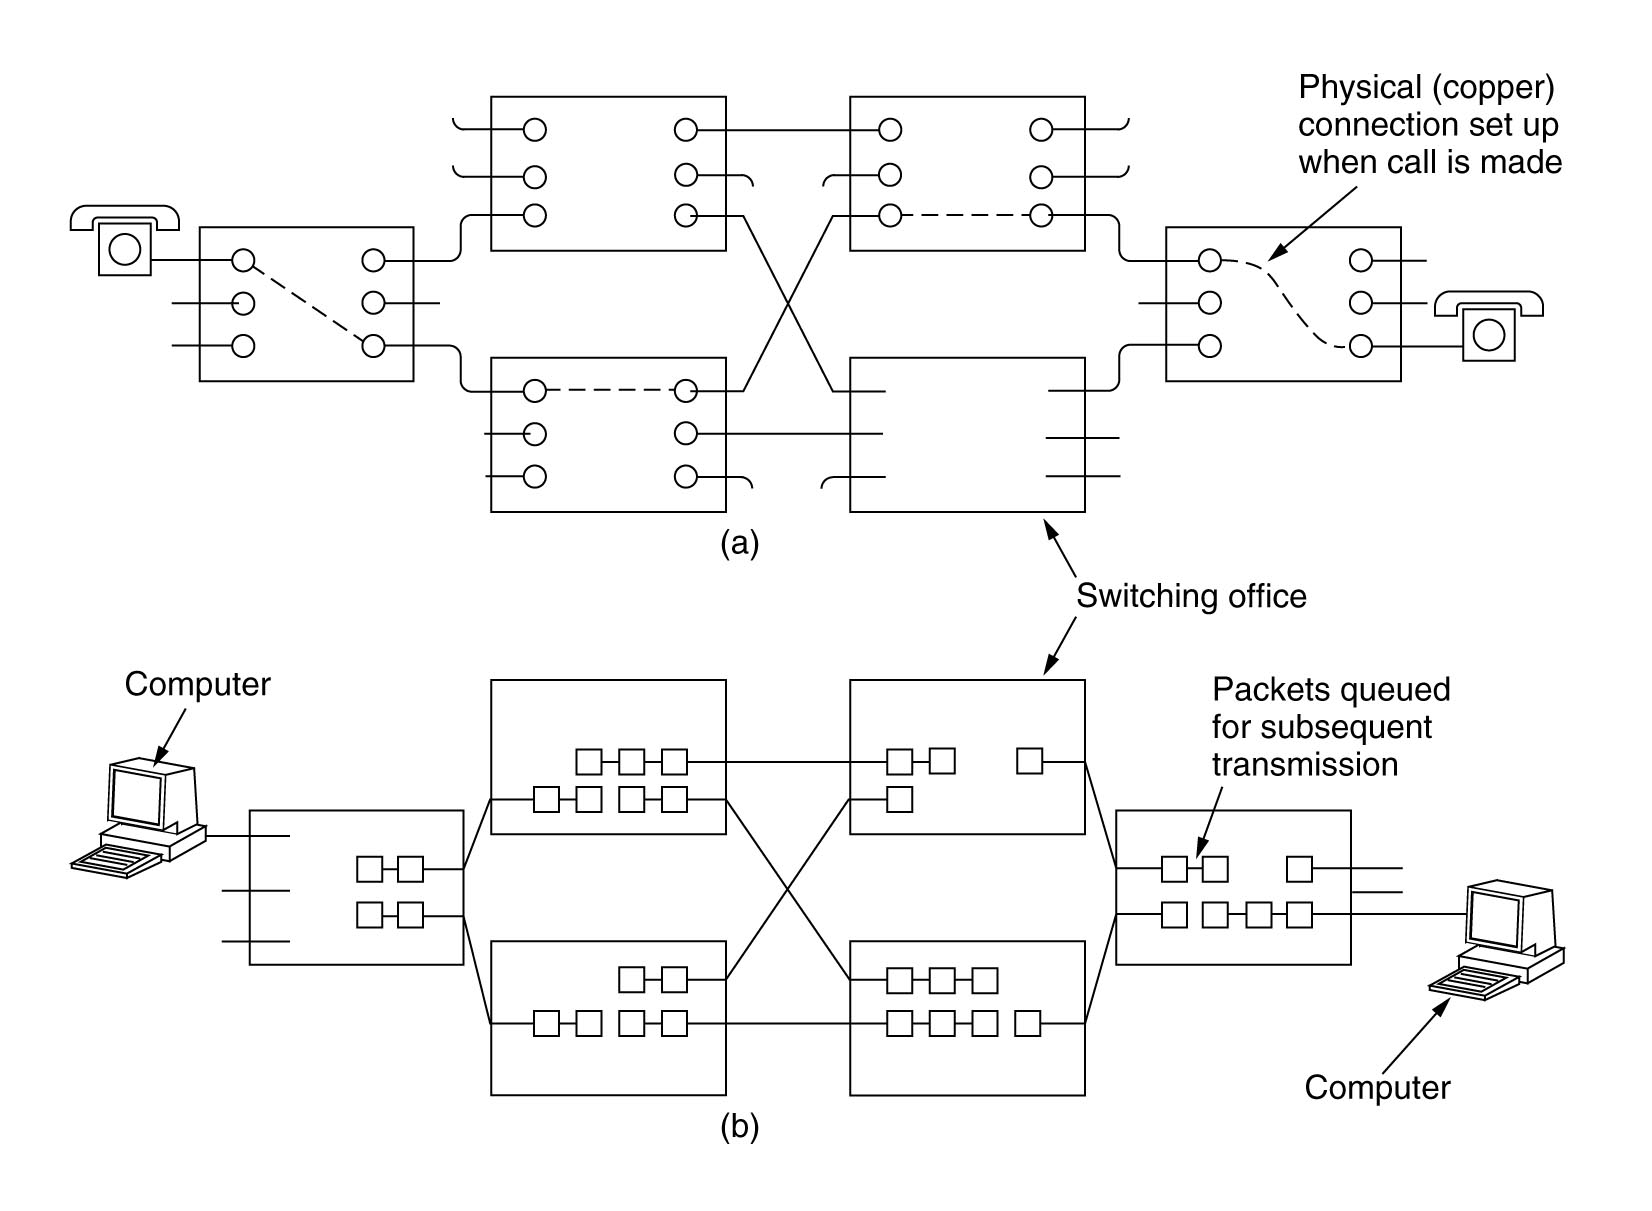 Physical (copper)
connection set up
when call is made
(a)
Switching office
Computer
Packets queued
for subsequent
transmission
Computer
(b)